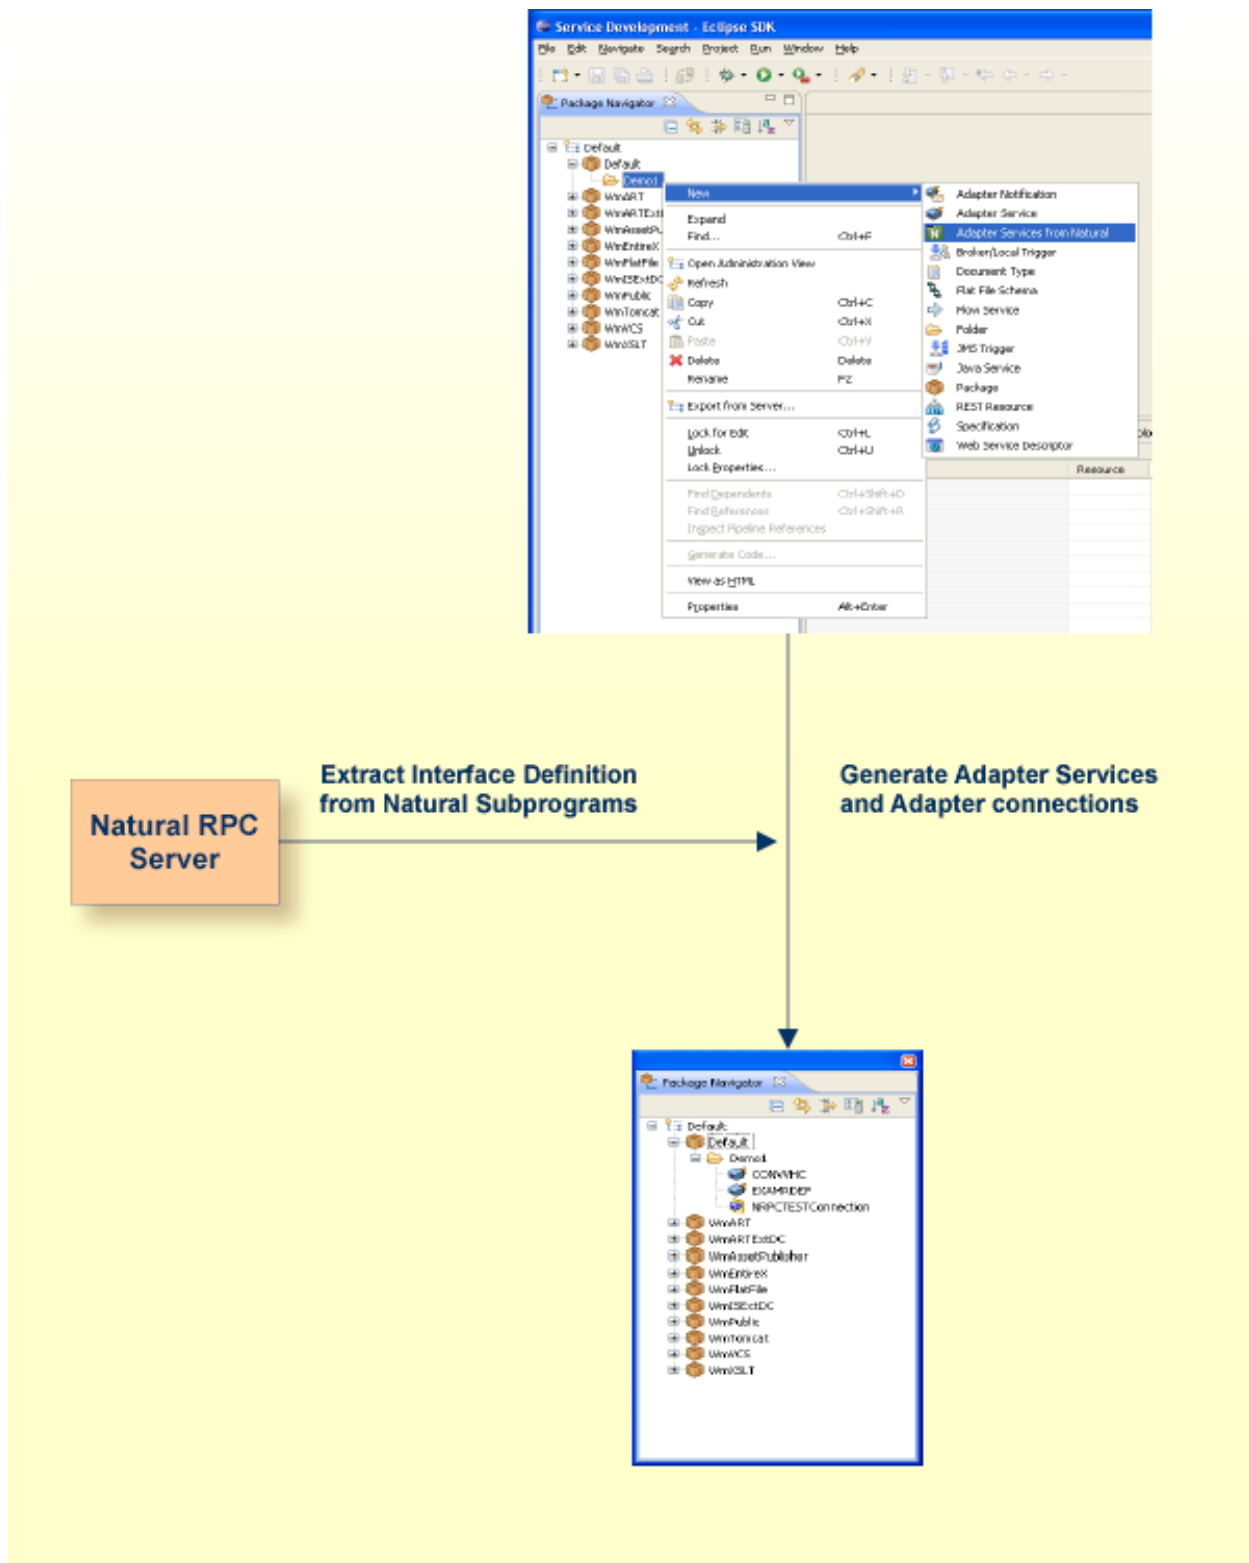 Service Development - Eclipse SDK
File Edit Navigate Search Project Run Window Help
Package Navigator
Default
Default
Demo1
WmART
WmARTExt
WmAssetPu
WmEntireX
WmFlatFile
WmISExtDC
WmPublic
WmTomcat
WmVCS
WmXSLT
New
Expand
Find... Ctrl+F
Open Administration View
Refresh
Copy Ctrl+C
Cut Ctrl+X
Paste Ctrl+V
Delete Delete
Rename F2
Export from Server...
Lock for Edit Ctrl+L
Unlock Ctrl+U
Lock Properties...
Find Dependents Ctrl+Shift+D
Find References Ctrl+Shift+R
Inspect Pipeline References
Generate Code...
View as HTML
Properties Alt+Enter
Adapter Notification
Adapter Service
Adapter Services from Natural
Broker/Local Trigger
Document Type
Flat File Schema
Flow Service
Folder
JMS Trigger
Java Service
Package
REST Resource
Specification
Web Service Descriptor
Resource
Extract Interface Definition
from Natural Subprograms
Generate Adapter Services
and Adapter connections
Natural RPC
Server
Package Navigator
Default
Default
Demo1
CONVWHC
EXAMRDEP
NRPCTESTConnection
WmART
WmARTExtDC
WmAssetPublisher
WmEntireX
WmFlatFile
WmISExtDC
WmPublic
WmTomcat
WmVCS
WmXSLT